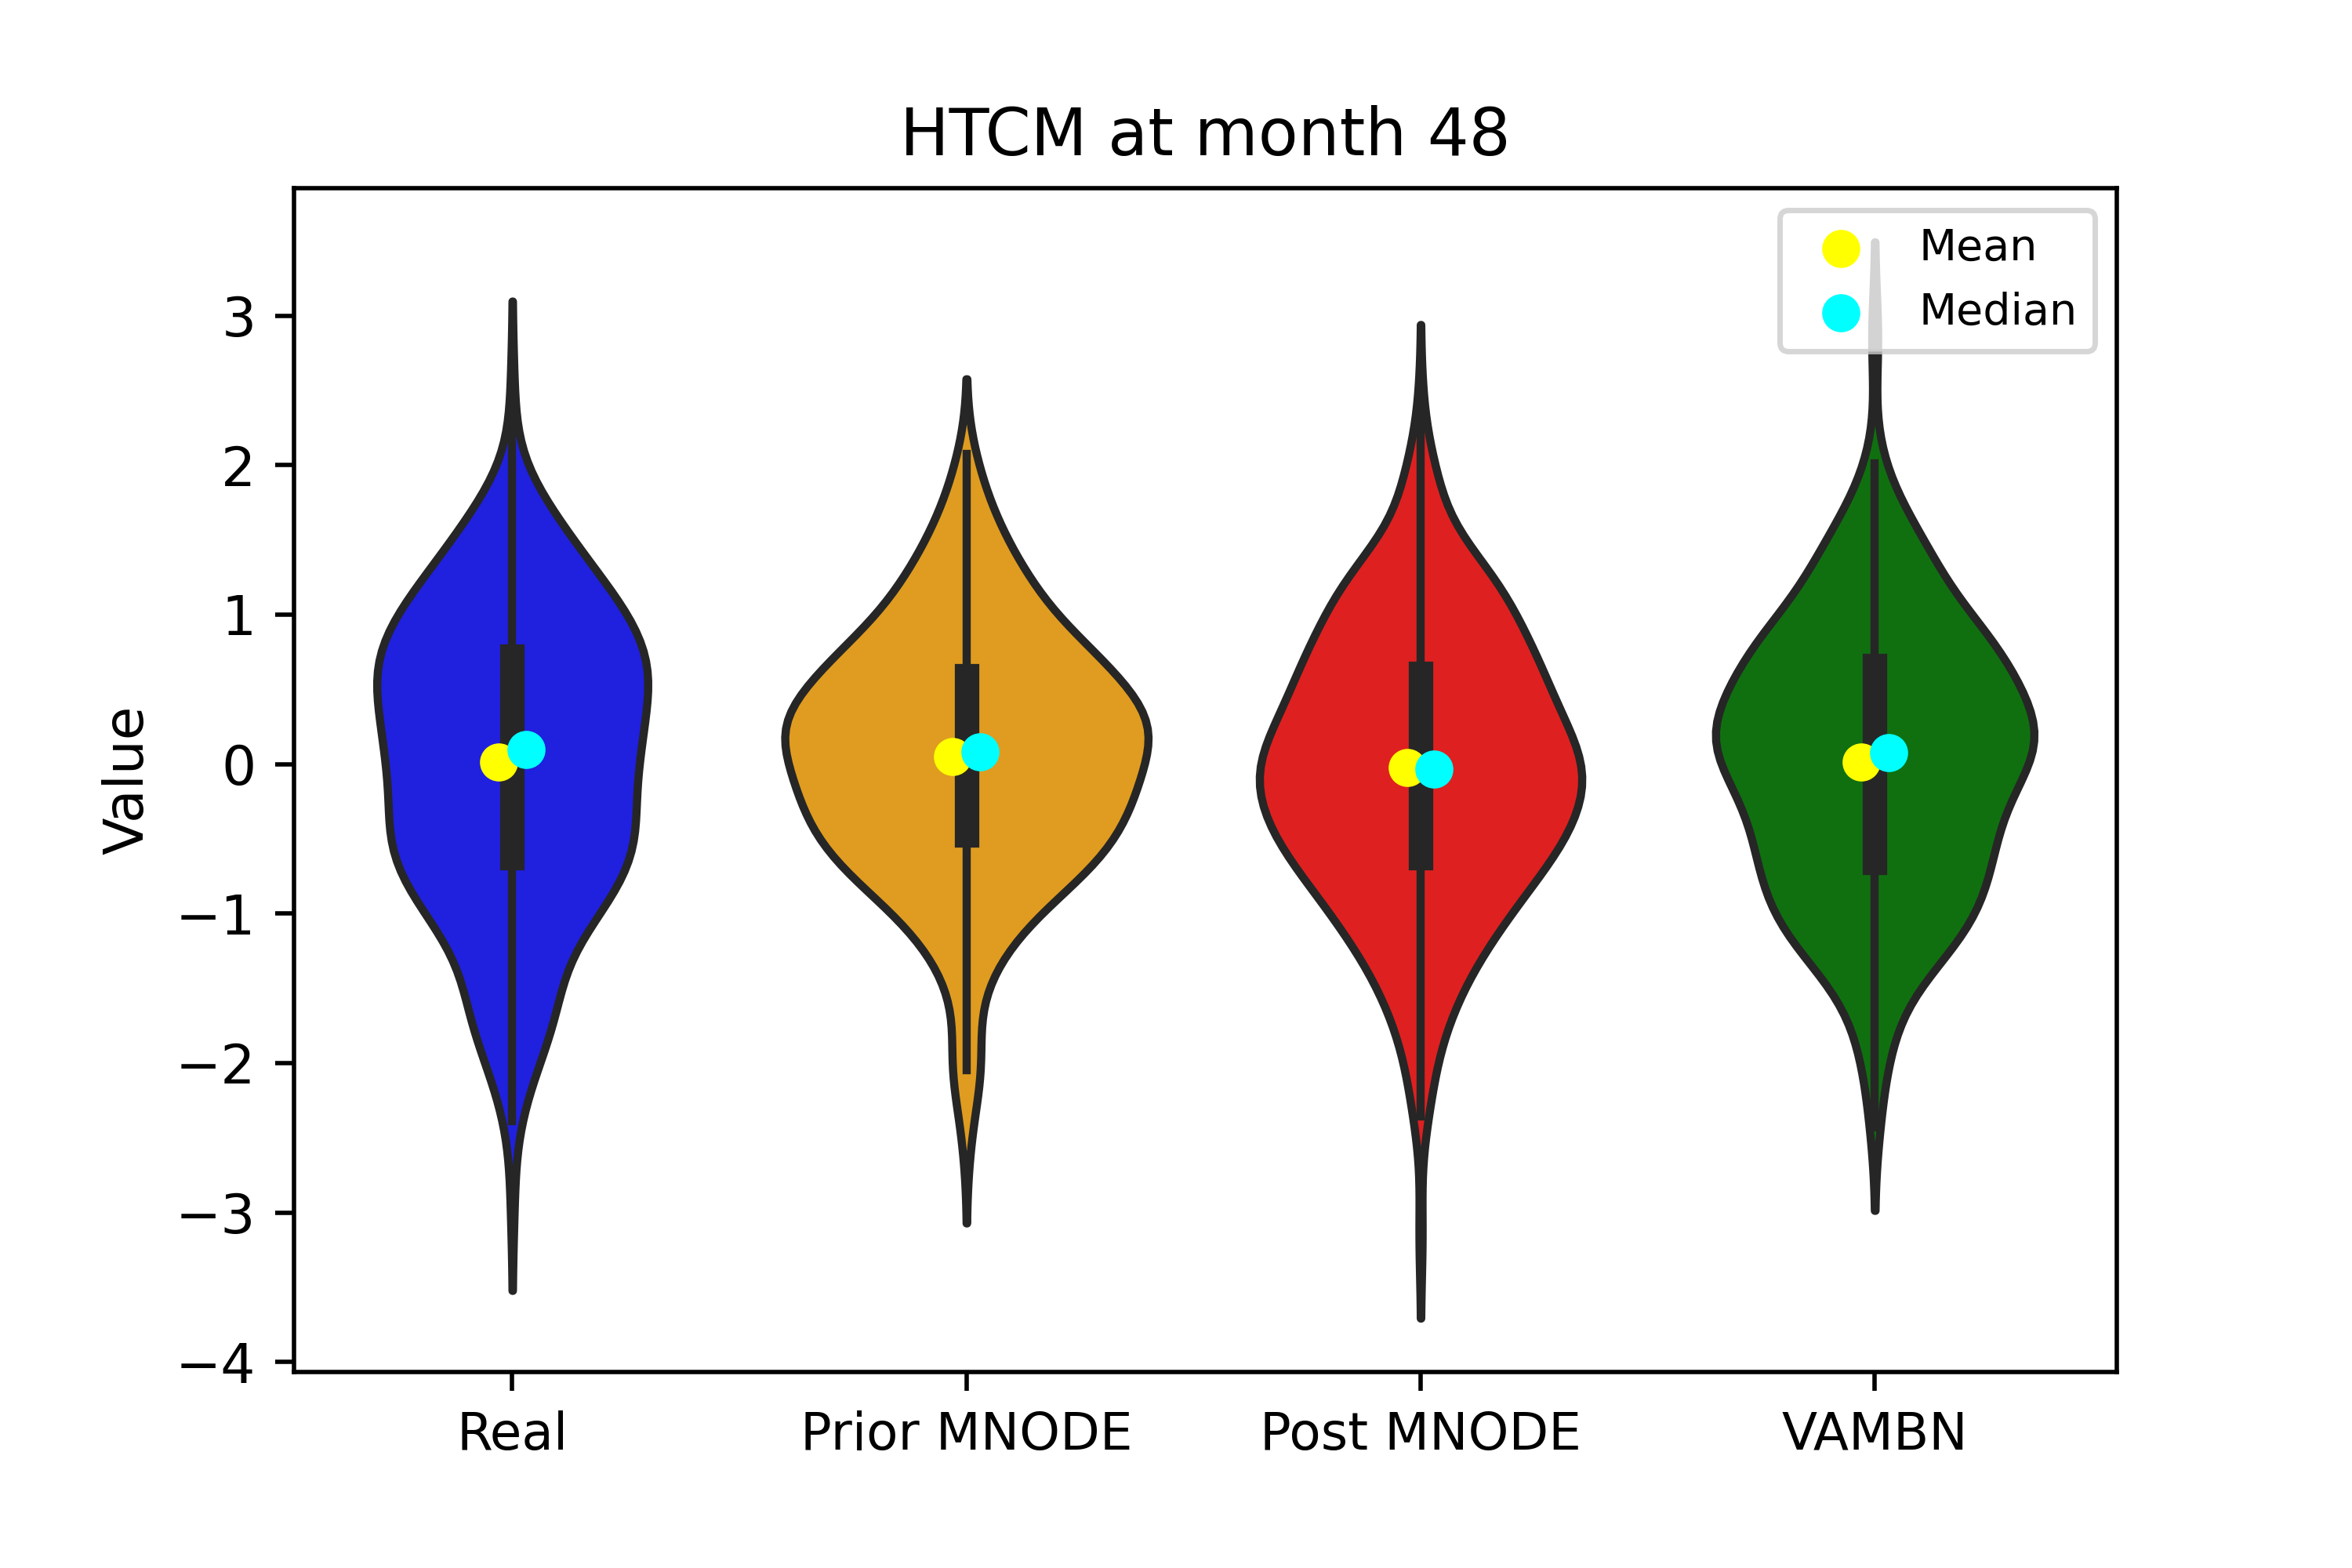 HTCM at month 48
Mean
Median
Value
3
2
1
0
−1
−2
−3
−4
Real
Prior MNODE
Post MNODE
VAMBN